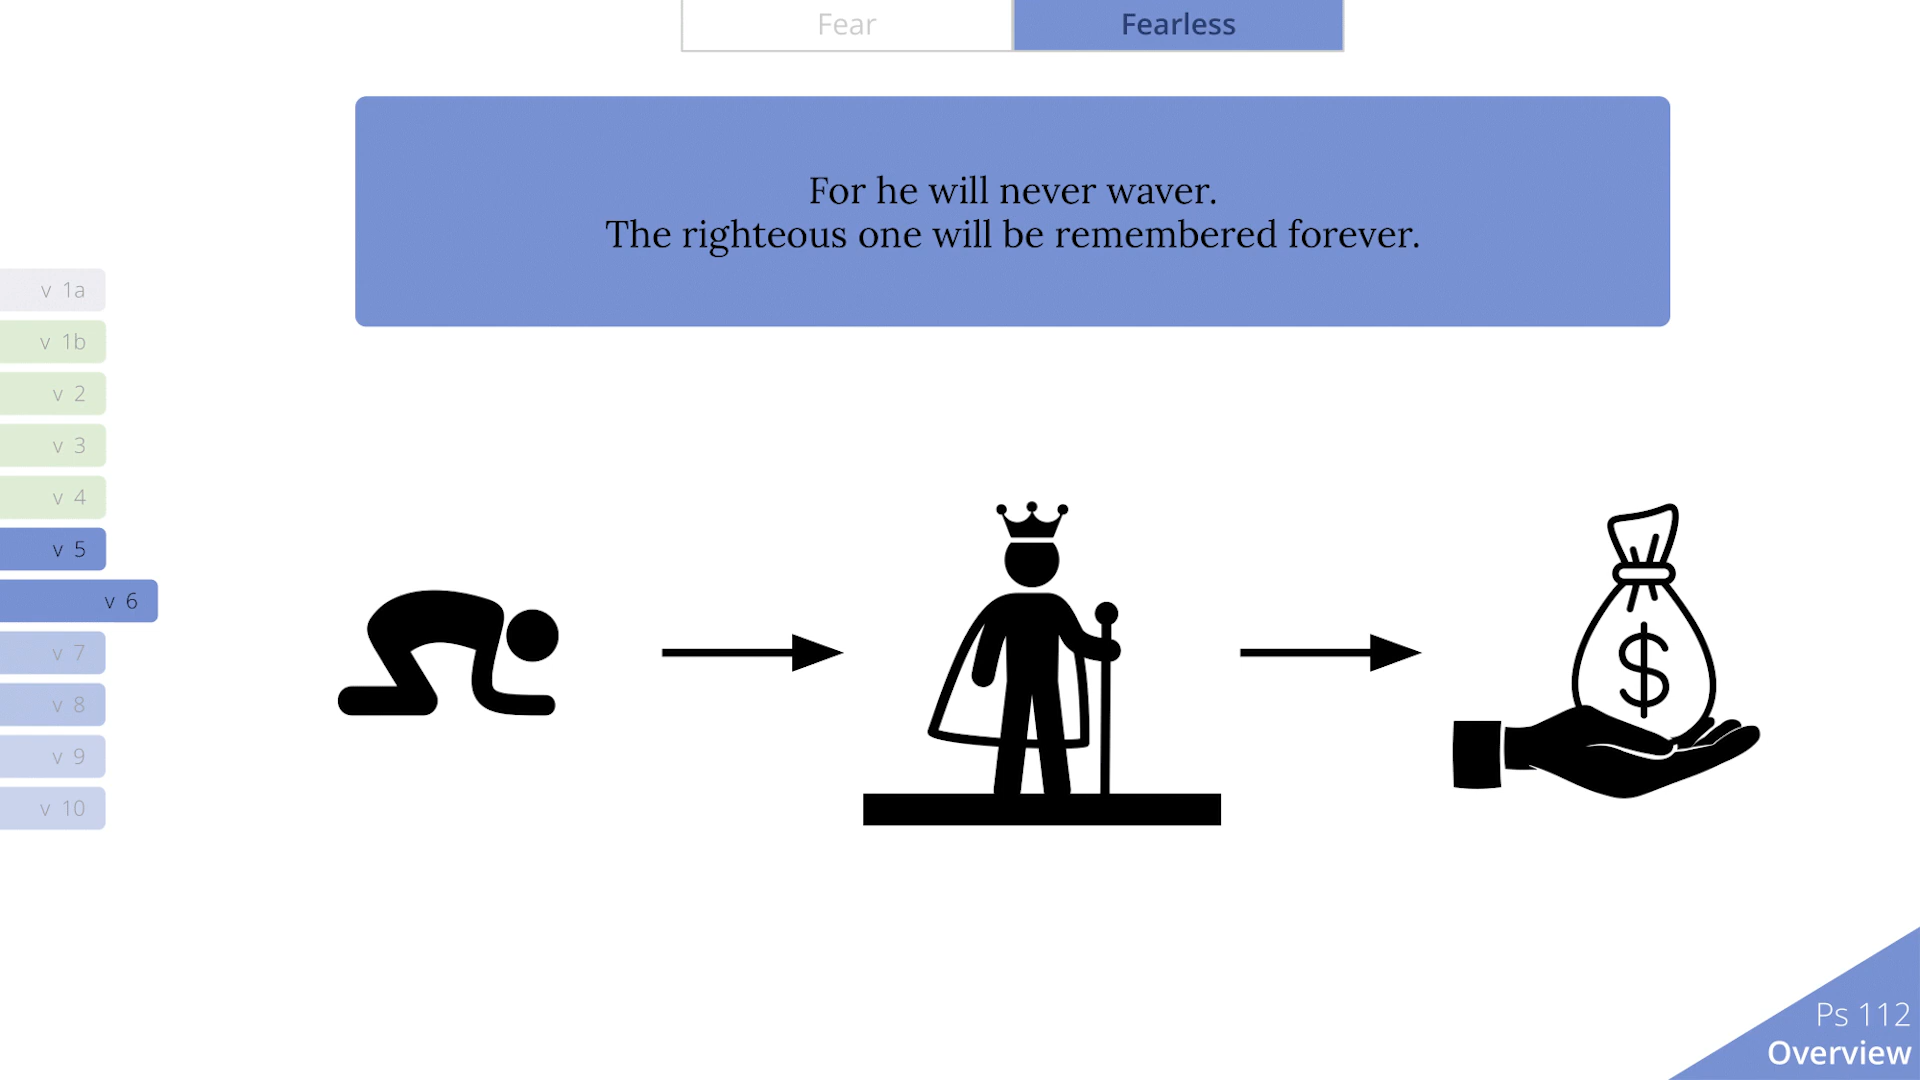 Fear
Fearless
For he will never waver.
The righteous one will be remembered forever.
v 1a
v 1b
v 2
v 3
v 4
v 5
v 6
v 7
v 8
v 9
v 10
$
Ps 112
Overview